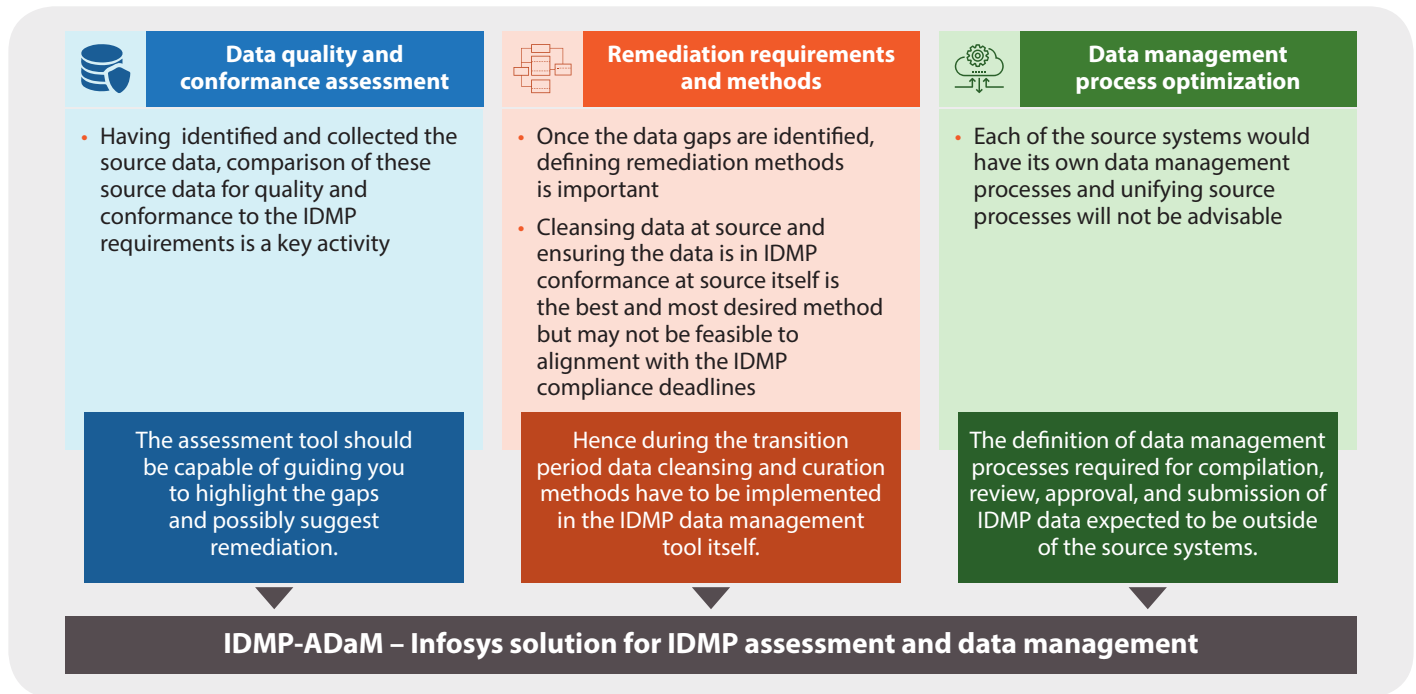 Data quality and
conformance assessment
• Having identified and collected the
source data, comparison of these
source data for quality and
conformance to the IDMP
requirements is a key activity
The assessment tool should
be capable of guiding you
to highlight the gaps
and possibly suggest
remediation.
Remediation requirements
and methods
• Once the data gaps are identified,
defining remediation methods
is important
• Cleansing data at source and
ensuring the data is in IDMP
conformance at source itself is
the best and most desired method
but may not be feasible to
alignment with the IDMP
compliance deadlines
Hence during the transition
period data cleansing and curation
methods have to be implemented
in the IDMP data management
tool itself.
Data management
process optimization
• Each of the source systems would
have its own data management
processes and unifying source
processes will not be advisable
The definition of data management
processes required for compilation,
review, approval, and submission of
IDMP data expected to be outside
of the source systems.
IDMP-ADaM – Infosys solution for IDMP assessment and data management